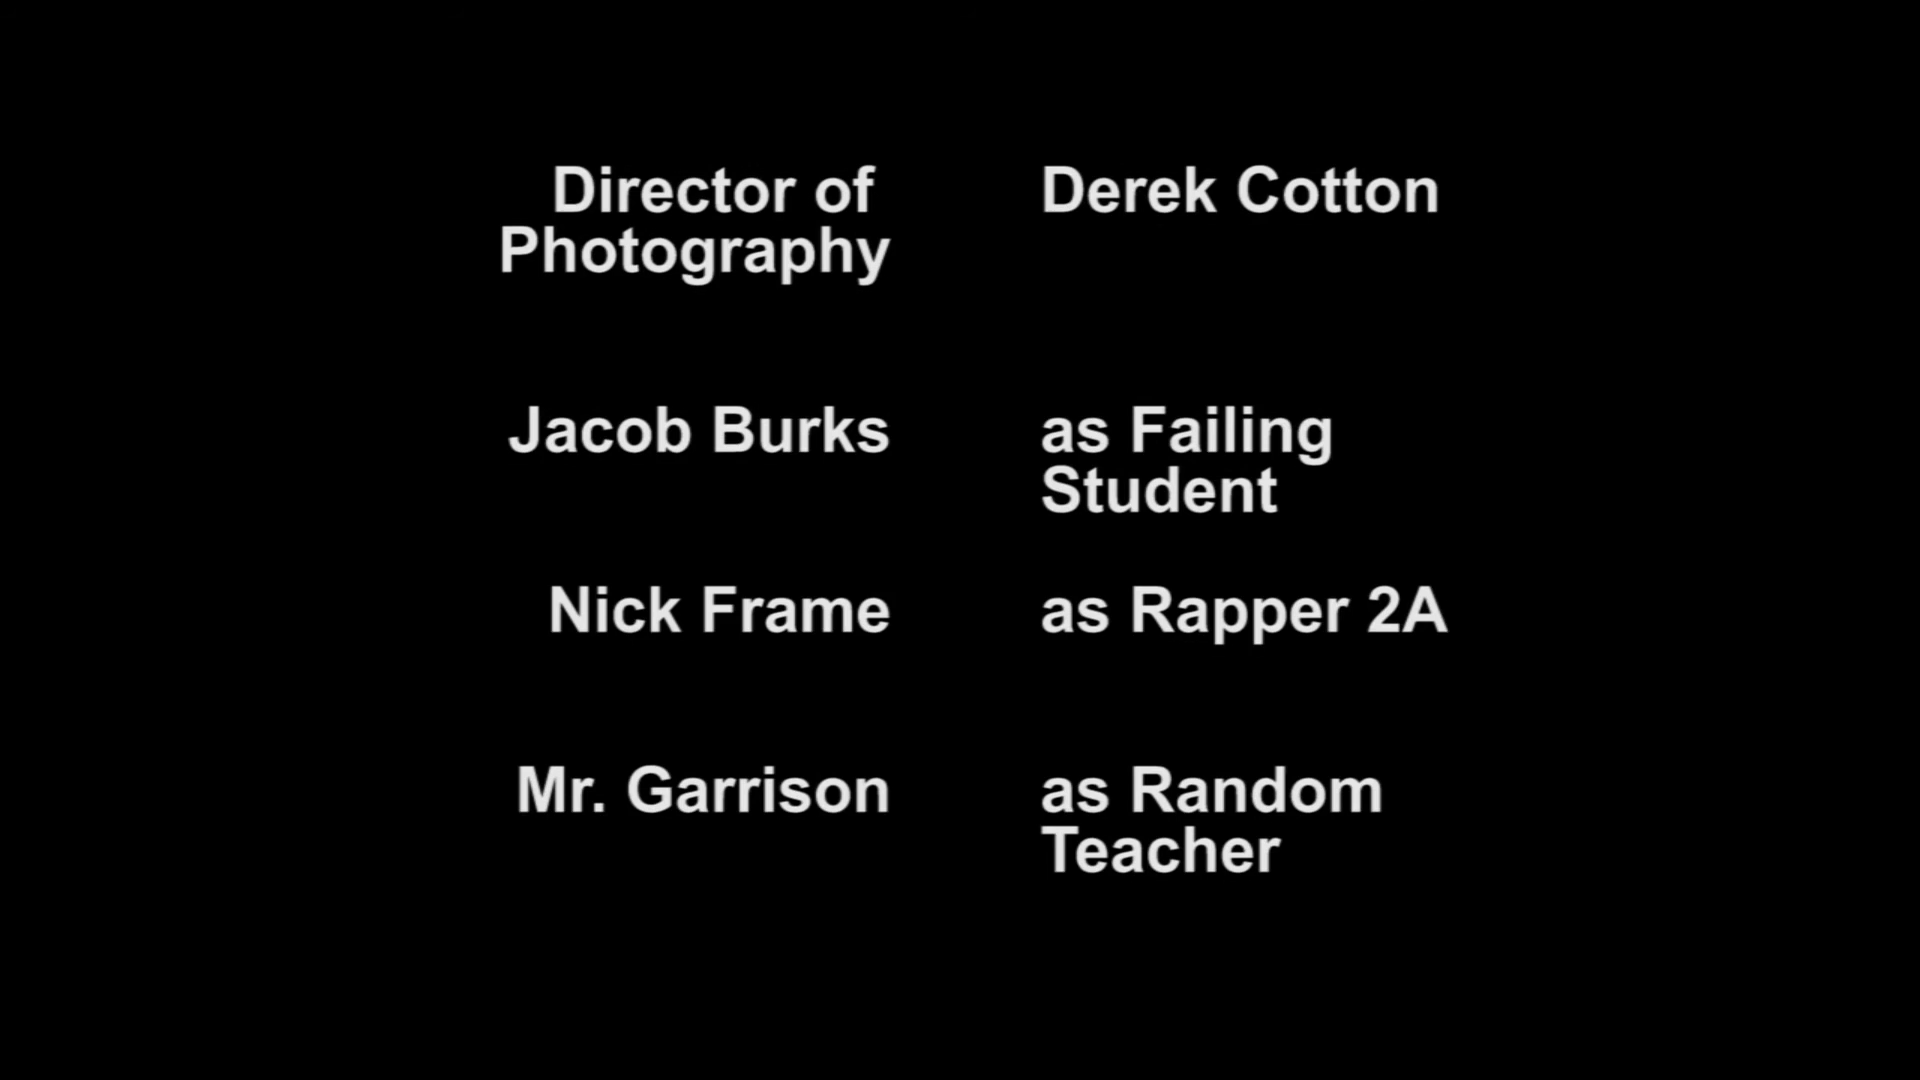 Director of Derek Cotton
Photography
Jacob Burks as Failing
Student
Nick Frame as Rapper 2A
Mr. Garrison as Random
Teacher